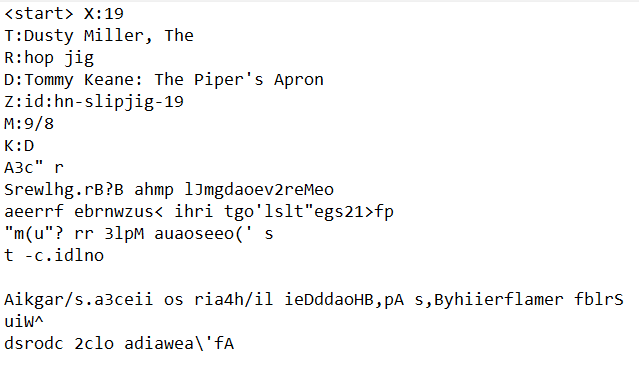 <start> X:19
T:Dusty Miller, The
R:hop jig
D:Tommy Keane: The Piper's Apron
Z:id:hn-slipjig-19
M:9/8
K:D
A3c" r
Srewlhg.rB?B ahmp lJmgdaoev2reMeo
aeerrf ebrnwzus< ihri tgo'lslt"egs21>fp
"m(u"? rr 3lpM auaoseeo(' s
t -c.idlno

Aikgar/s.a3ceii os ria4h/il ieDddaoHB,pA s,Byhiierflamer fblrS
uiW^
dsrodc 2clo adiawea\'fA